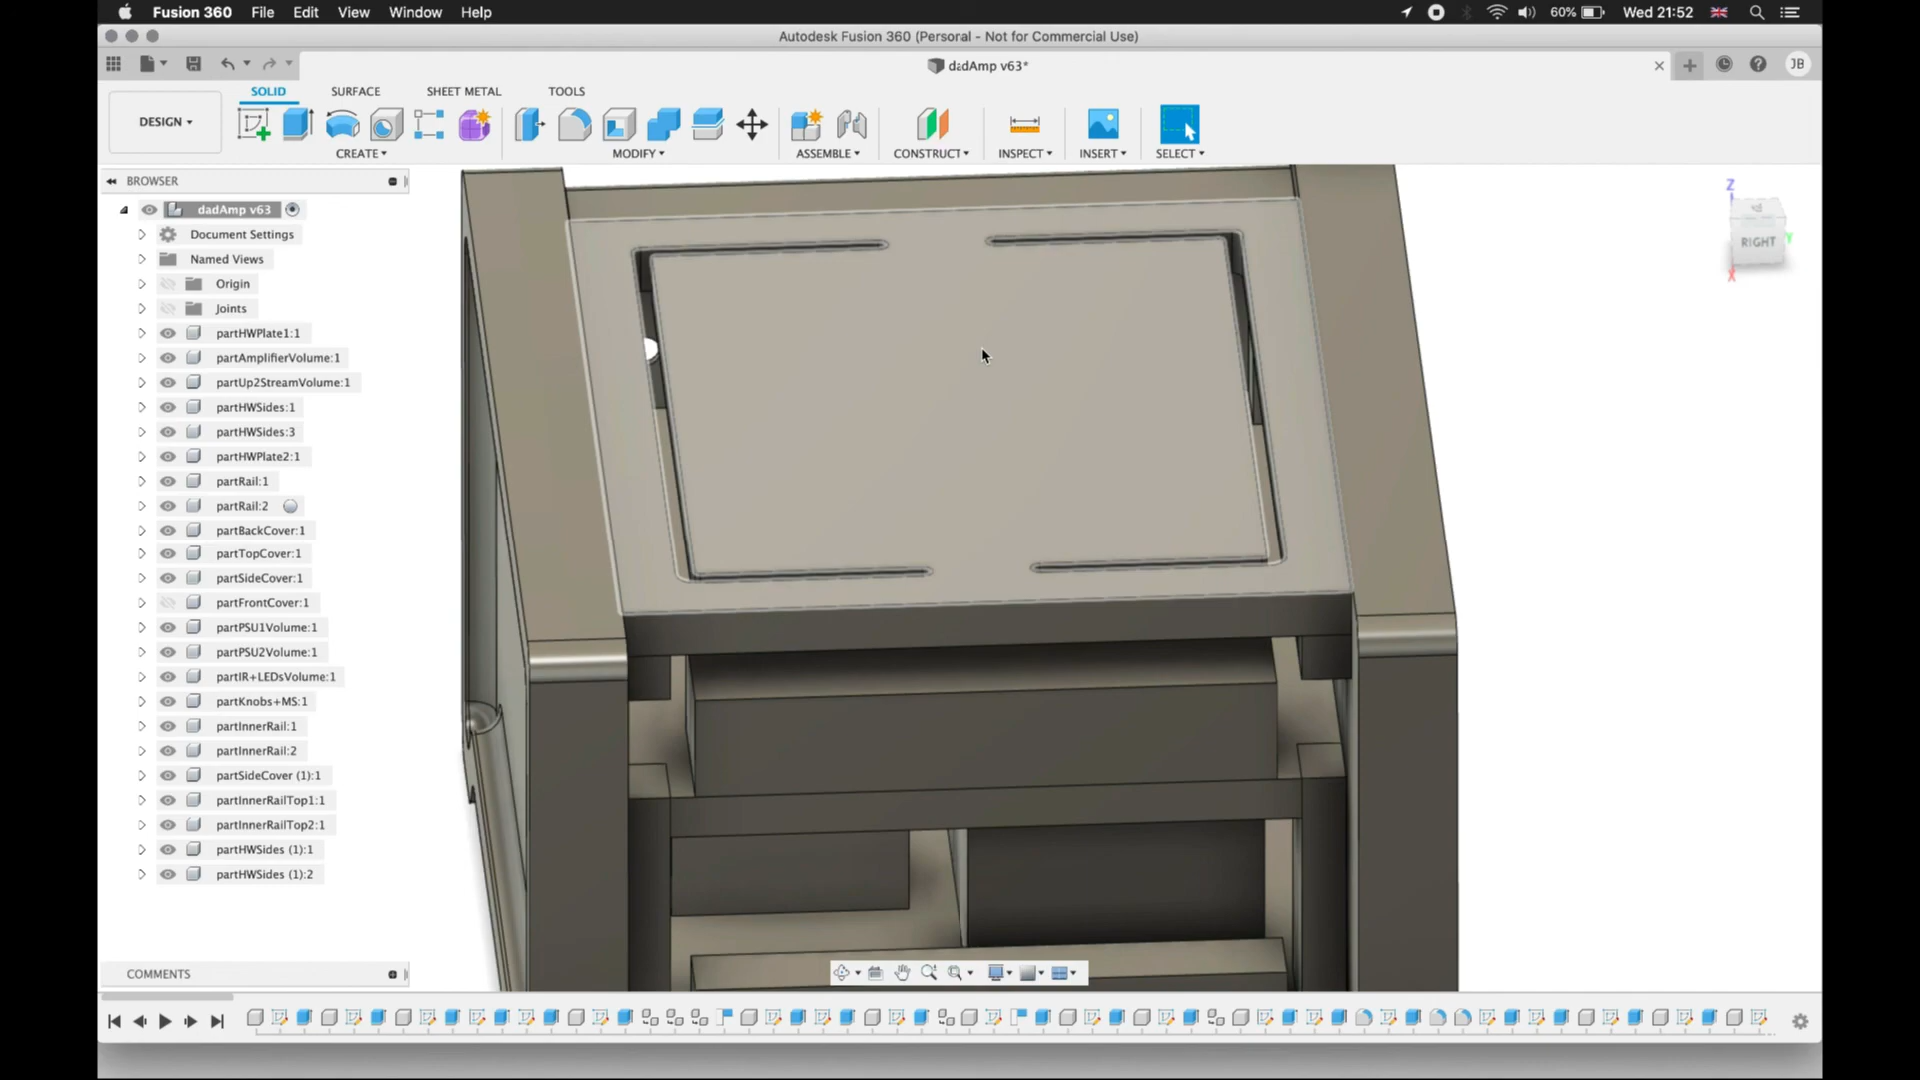 Fusion 360 File Edit View Window Help 60% Wed 21:52
Autodesk Fusion 360 (Personal - Not for Commercial Use)
dadAmp v63* JB
SOLID SURFACE SHEET METAL TOOLS
DESIGN
CREATE MODIFY ASSEMBLE CONSTRUCT INSPECT INSERT SELECT
BROWSER
dadAmp v63
Document Settings
Named Views
Origin
Joints
partHWPlate1:1
partAmplifierVolume:1
partUp2StreamVolume:1
partHWSides:1
partHWSides:3
partHWPlate2:1
partRail:1
partRail:2
partBackCover:1
partTopCover:1
partSideCover:1
partFrontCover:1
partPSU1Volume:1
partPSU2Volume:1
partIR+LEDsVolume:1
partKnobs+MS:1
partInnerRail:1
partInnerRail:2
partSideCover (1):1
partInnerRailTop1:1
partInnerRailTop2:1
partHWSides (1):1
partHWSides (1):2
Z
RIGHT
X
COMMENTS